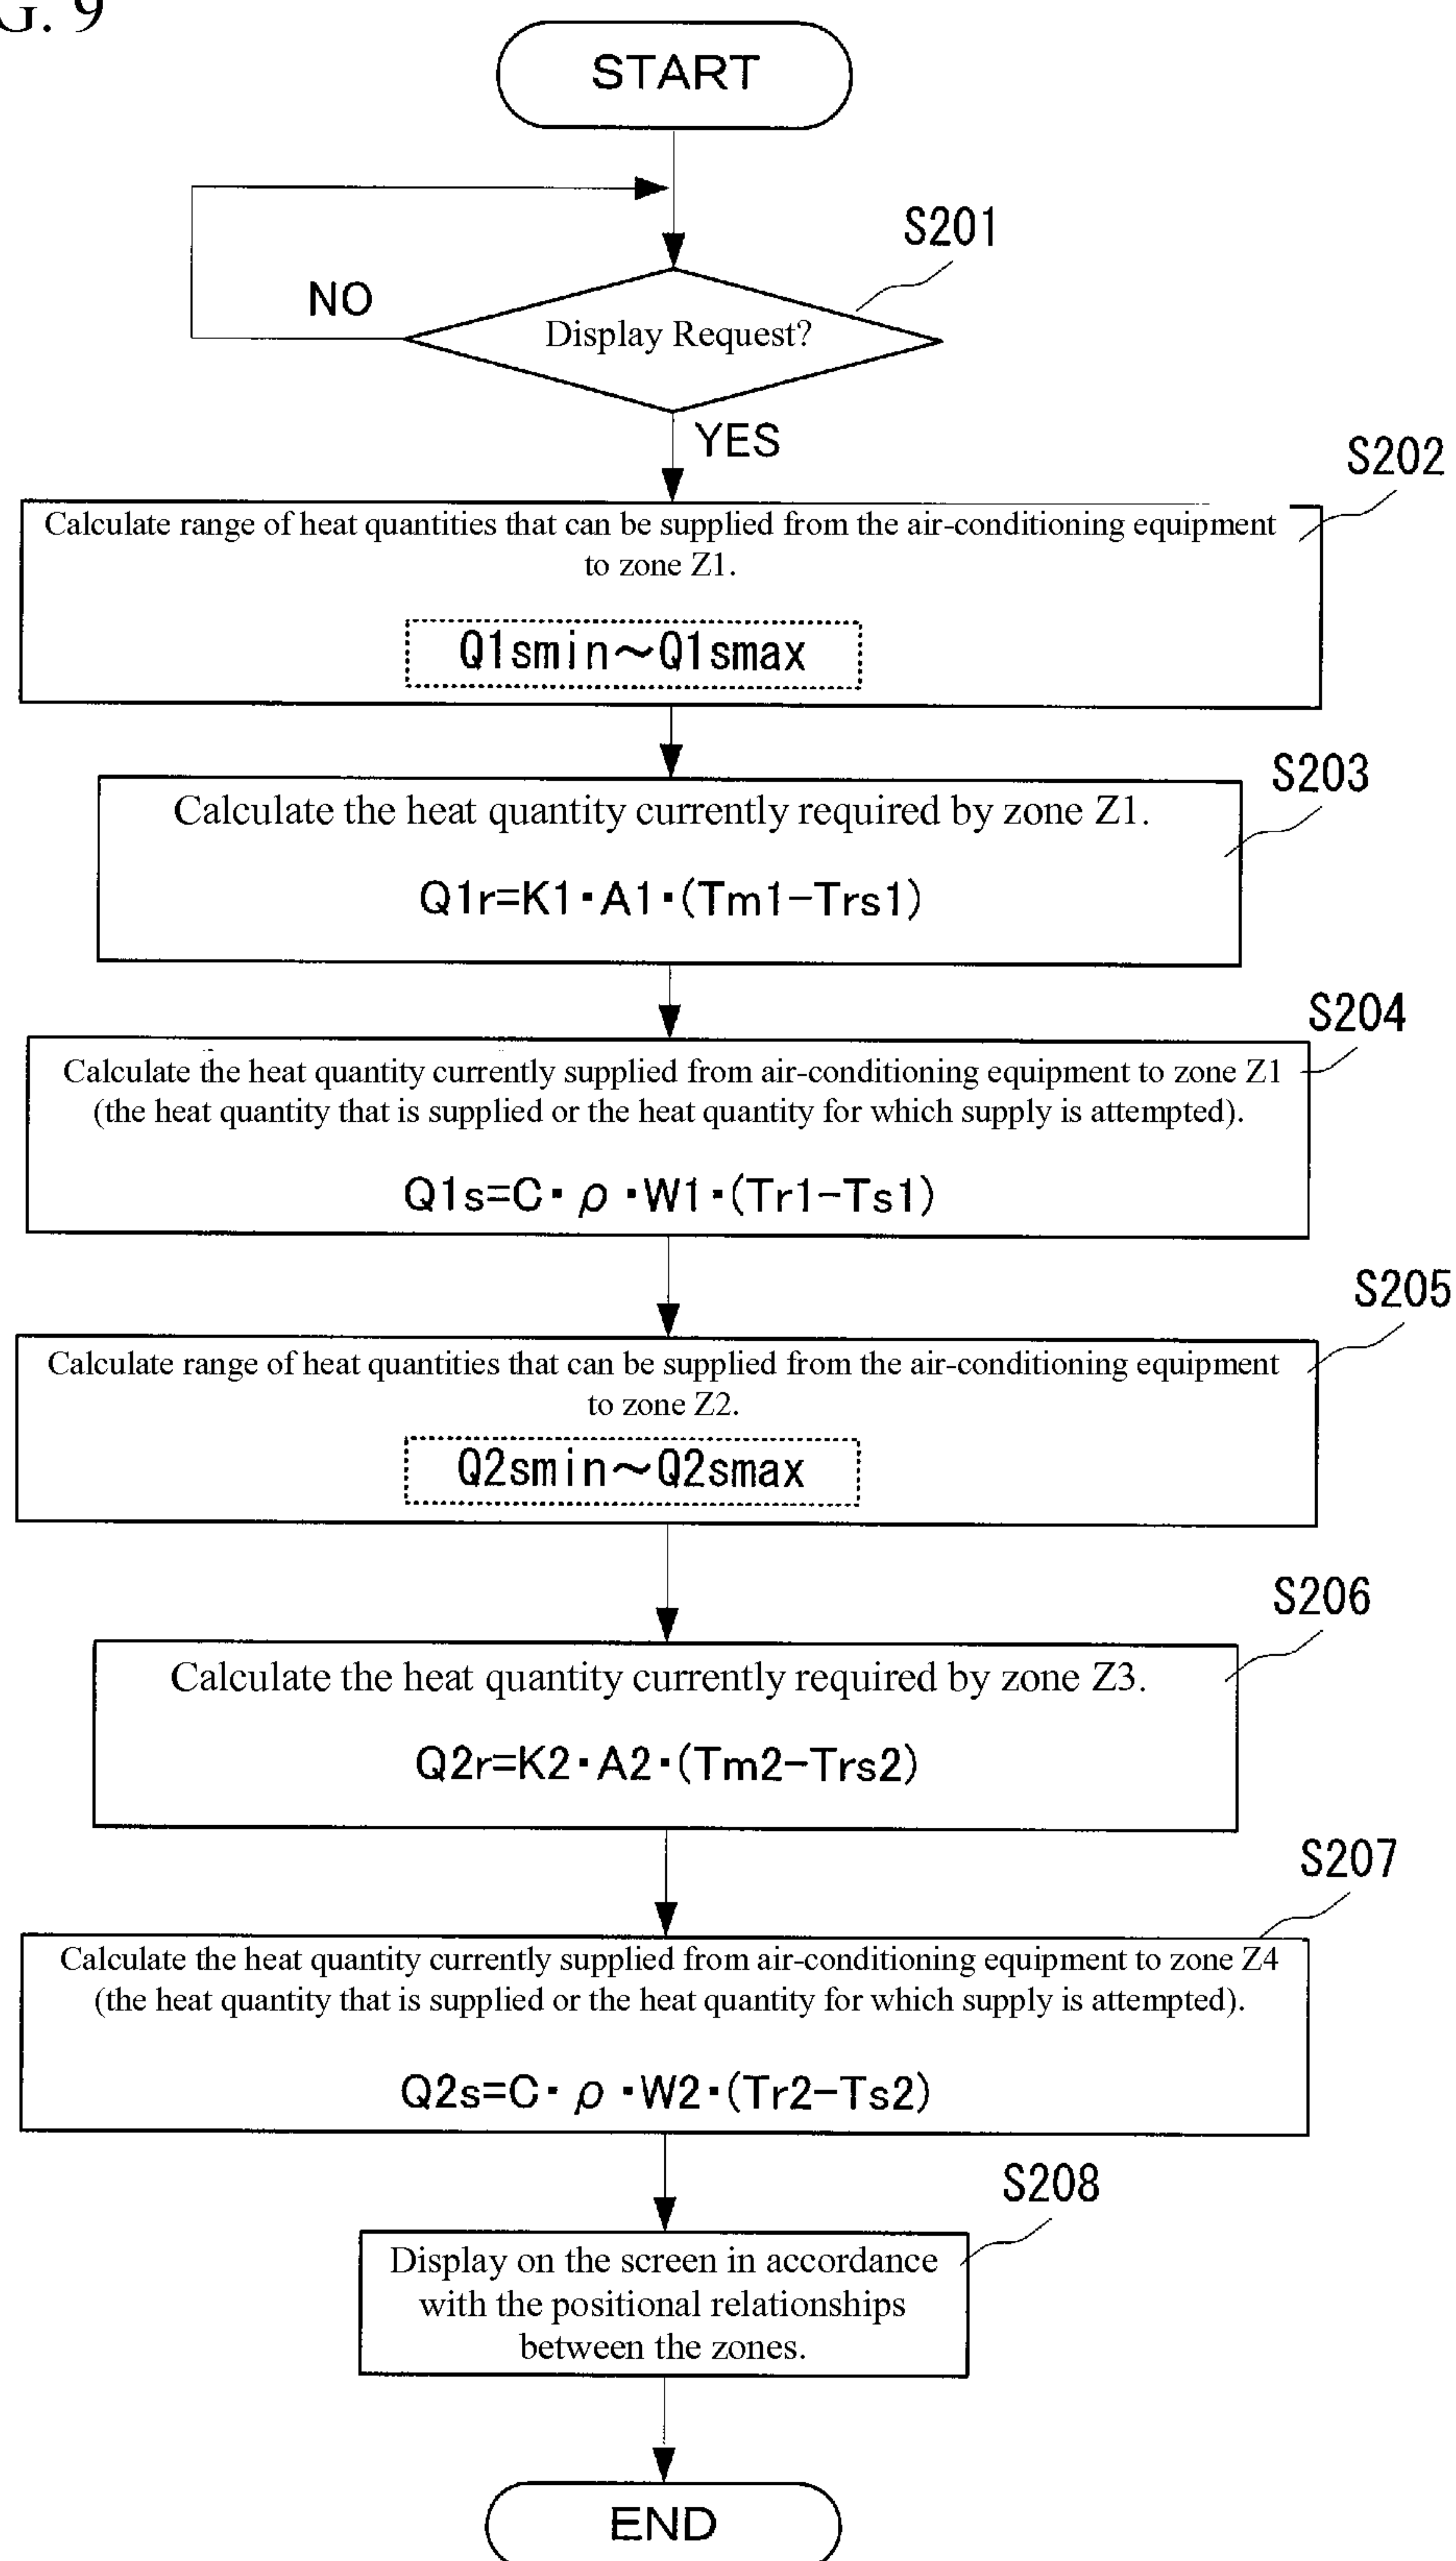 G. 9
START
S201
NO
Display Request?
YES
S202
Calculate range of heat quantities that can be supplied from the air-conditioning equipment
to zone Z1.
Q1smin～Q1smax
S203
Calculate the heat quantity currently required by zone Z1.
Q1r=K1･A1･(Tm1-Trs1)
S204
Calculate the heat quantity currently supplied from air-conditioning equipment to zone Z1
(the heat quantity that is supplied or the heat quantity for which supply is attempted).
Q1s=C･ρ･W1･(Tr1-Ts1)
S205
Calculate range of heat quantities that can be supplied from the air-conditioning equipment
to zone Z2.
Q2smin～Q2smax
S206
Calculate the heat quantity currently required by zone Z3.
Q2r=K2･A2･(Tm2-Trs2)
S207
Calculate the heat quantity currently supplied from air-conditioning equipment to zone Z4
(the heat quantity that is supplied or the heat quantity for which supply is attempted).
Q2s=C･ρ･W2･(Tr2-Ts2)
S208
Display on the screen in accordance
with the positional relationships
between the zones.
END